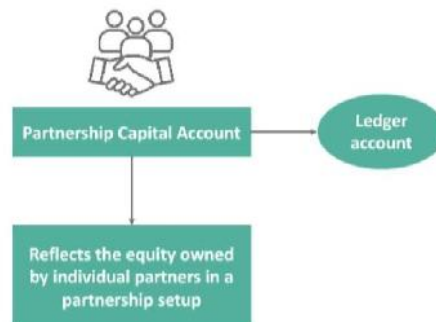 Partnership Capital Account
Ledger
account
Reflects the equity owned
by individual partners in a
partnership setup